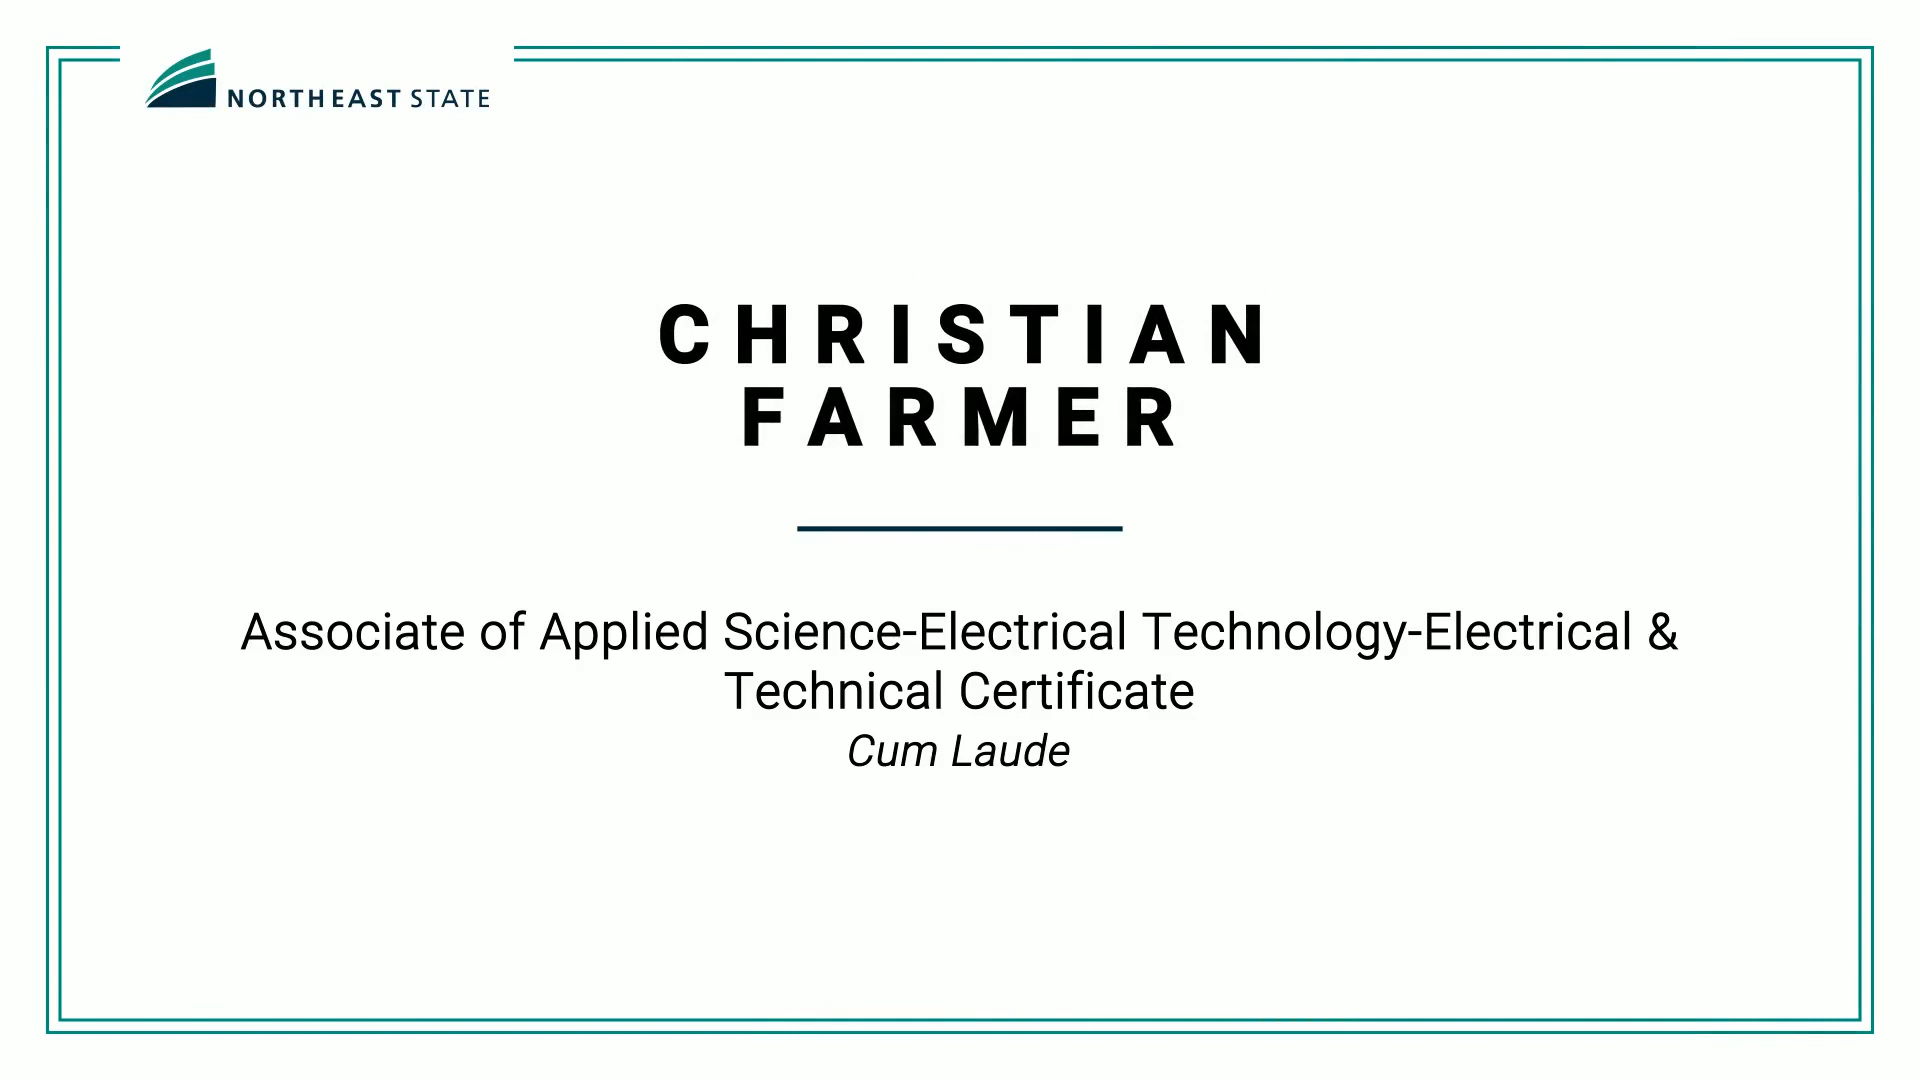 NORTHEAST STATE
CHRISTIAN
FARMER
Associate of Applied Science-Electrical Technology-Electrical &
Technical Certificate
Cum Laude